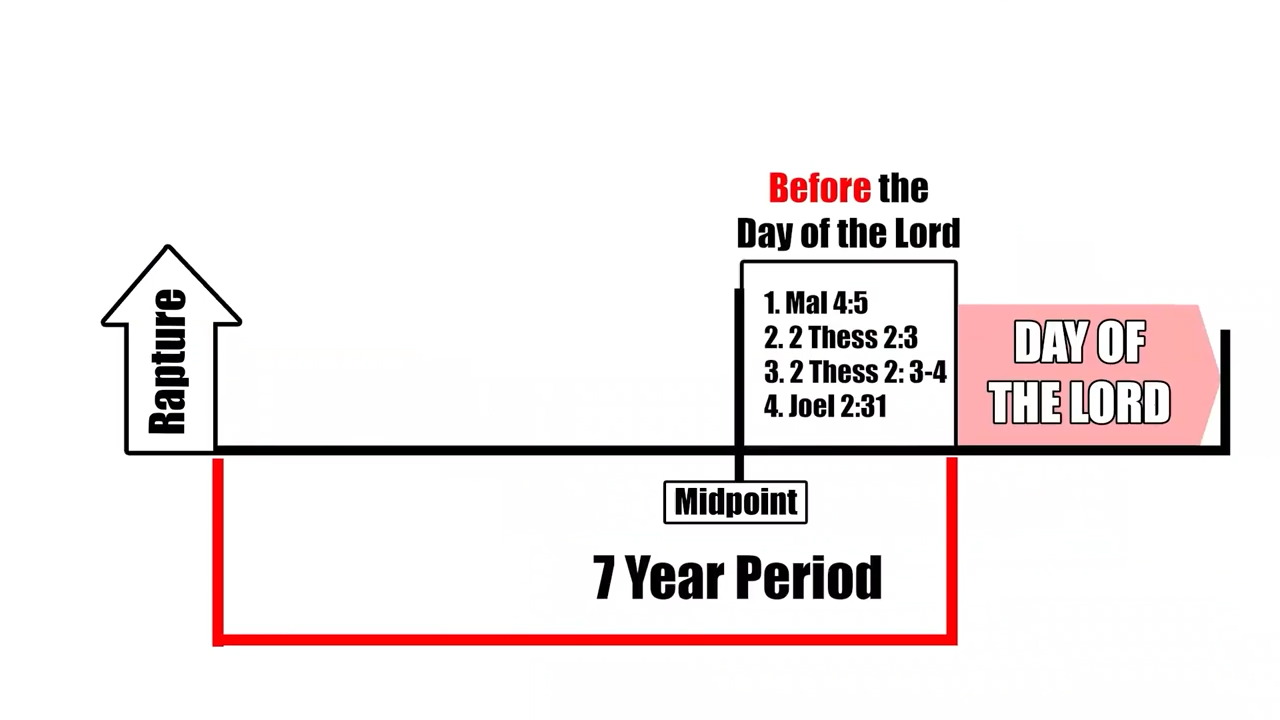 Before the
Day of the Lord
Rapture
1. Mal 4:5
2. 2 Thess 2:3
3. 2 Thess 2: 3-4
4. Joel 2:31
DAY OF
THE LORD
Midpoint
7 Year Period